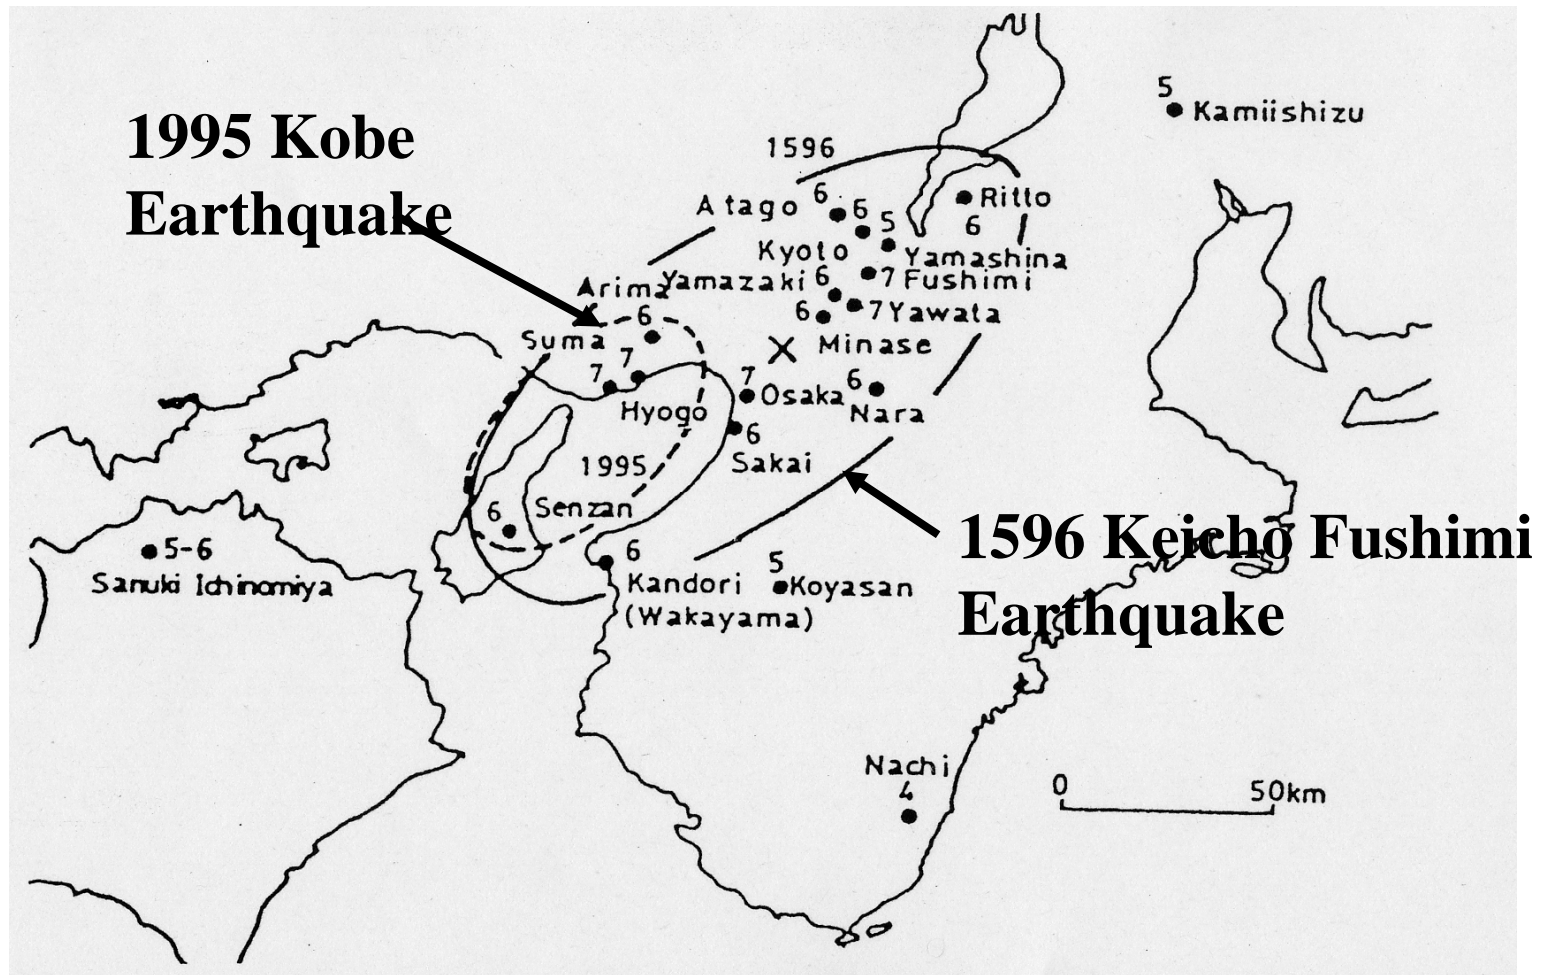 5
Kamiishizu
1995 Kobe
Earthquake
1596
Atago 6
6
5
Ritto
6
Kyoto
Yamashina
Yamazaki 6
7 Fushimi
Arima
6
6
7 Yawata
Suma
7
7
Minase
Hyogo
7
Osaka
6
Nara
6
Sakai
1995
6
Senzan
5-6
Sanuki Ichinomiya
6
Kandori
(Wakayama)
5
Koyasan
1596 Keicho Fushimi
Earthquake
Nachi
4
0
50km